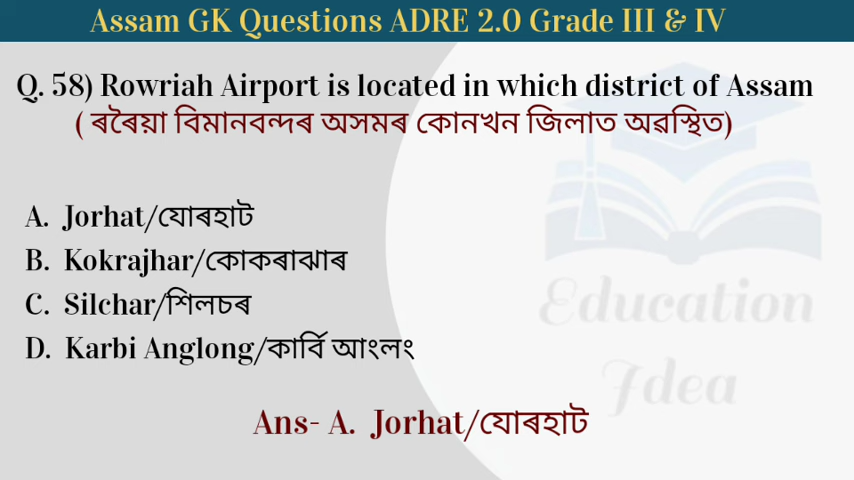 Assam GK Questions ADRE 2.0 Grade III & IV
Q. 58) Rowriah Airport is located in which district of Assam
( ৰৰৈয়া বিমানবন্দৰ অসমৰ কোনখন জিলাত অৱস্থিত)
A. Jorhat/যোৰহাট
B. Kokrajhar/কোকৰাঝাৰ
C. Silchar/শিলচৰ
D. Karbi Anglong/কাৰ্বি আংলং
Education
Idea
Ans- A. Jorhat/যোৰহাট